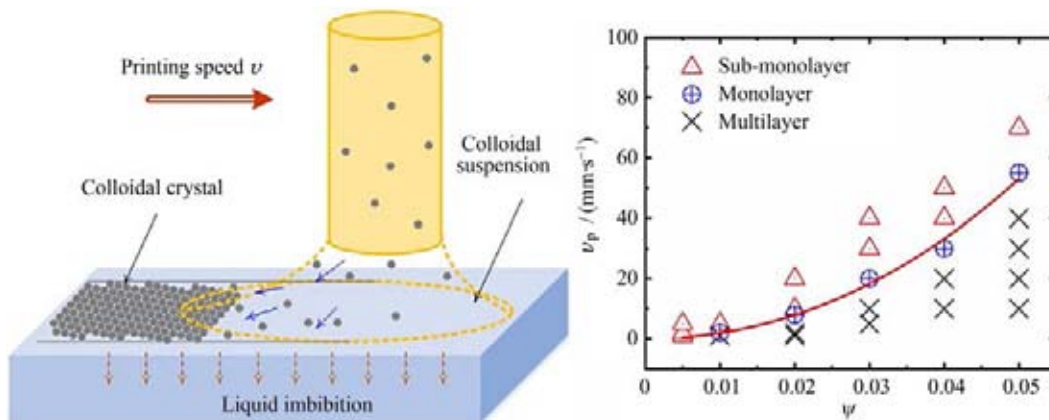 Printing speed υ
Colloidal
suspension
Colloidal crystal
Liquid imbibition
100
80
60
40
20
0
υp / (mm·s⁻¹)
Sub-monolayer
Monolayer
Multilayer
0 0.01 0.02 0.03 0.04 0.05
ψ